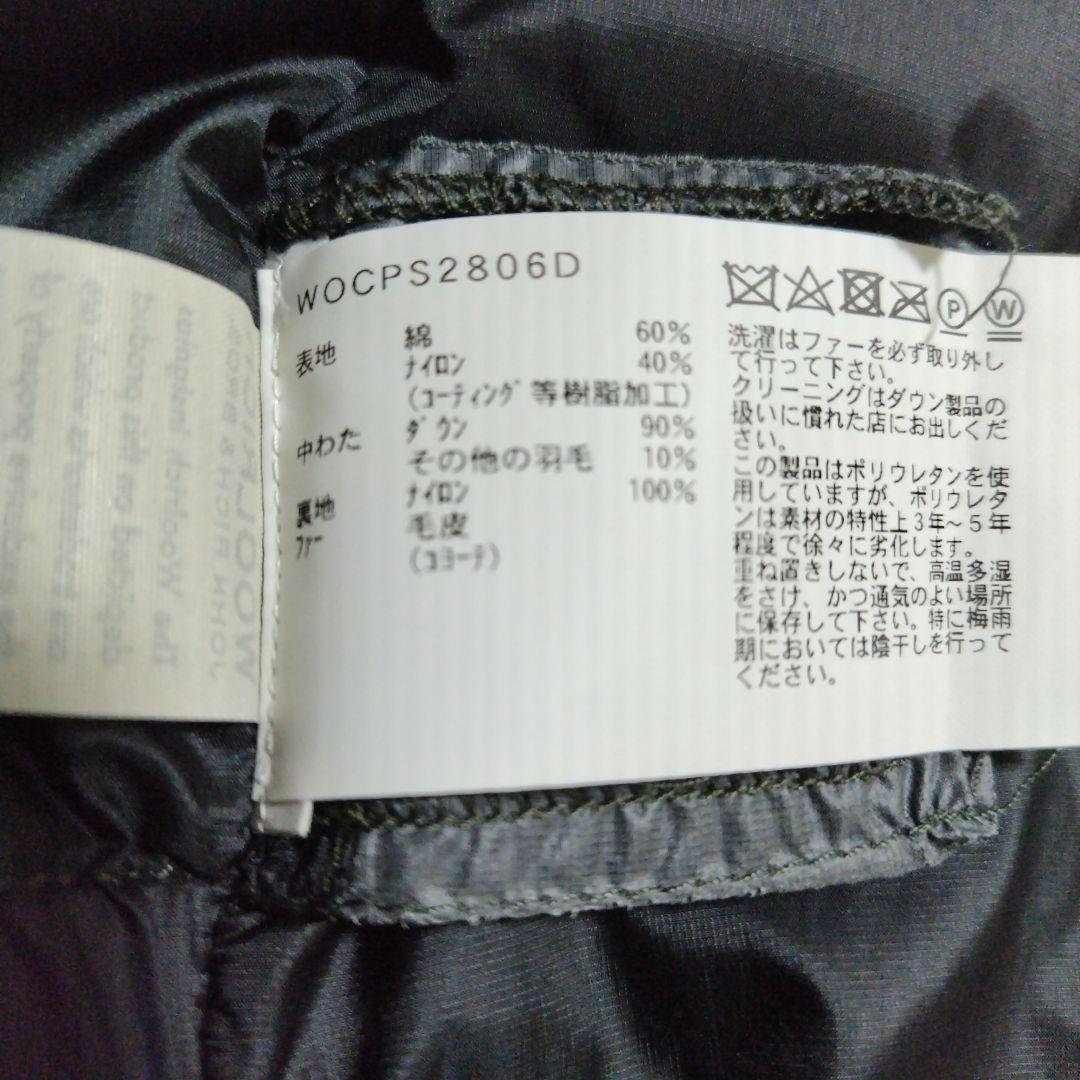 WOCPS2806D
表地 綿 60%
ナイロン 40%
(コーティング 等樹脂加工)
中わた ダウン 90%
その他の羽毛 10%
裏地 ナイロン 100%
ファー 毛皮
(コヨーテ)
P W
洗濯はファーを必ず取り外し
て行って下さい。
クリーニングはダウン製品の
扱いに慣れた店にお出しくだ
さい。
この製品はポリウレタンを使
用していますが、ポリウレタ
ンは素材の特性上3年～5年
程度で徐々に劣化します。
重ね置きしないで、高温多湿
をさけ、かつ通気のよい場所
に保存して下さい。特に梅雨
期においては陰干しを行って
ください。
JOHN R
WOOLR
the Woolrich